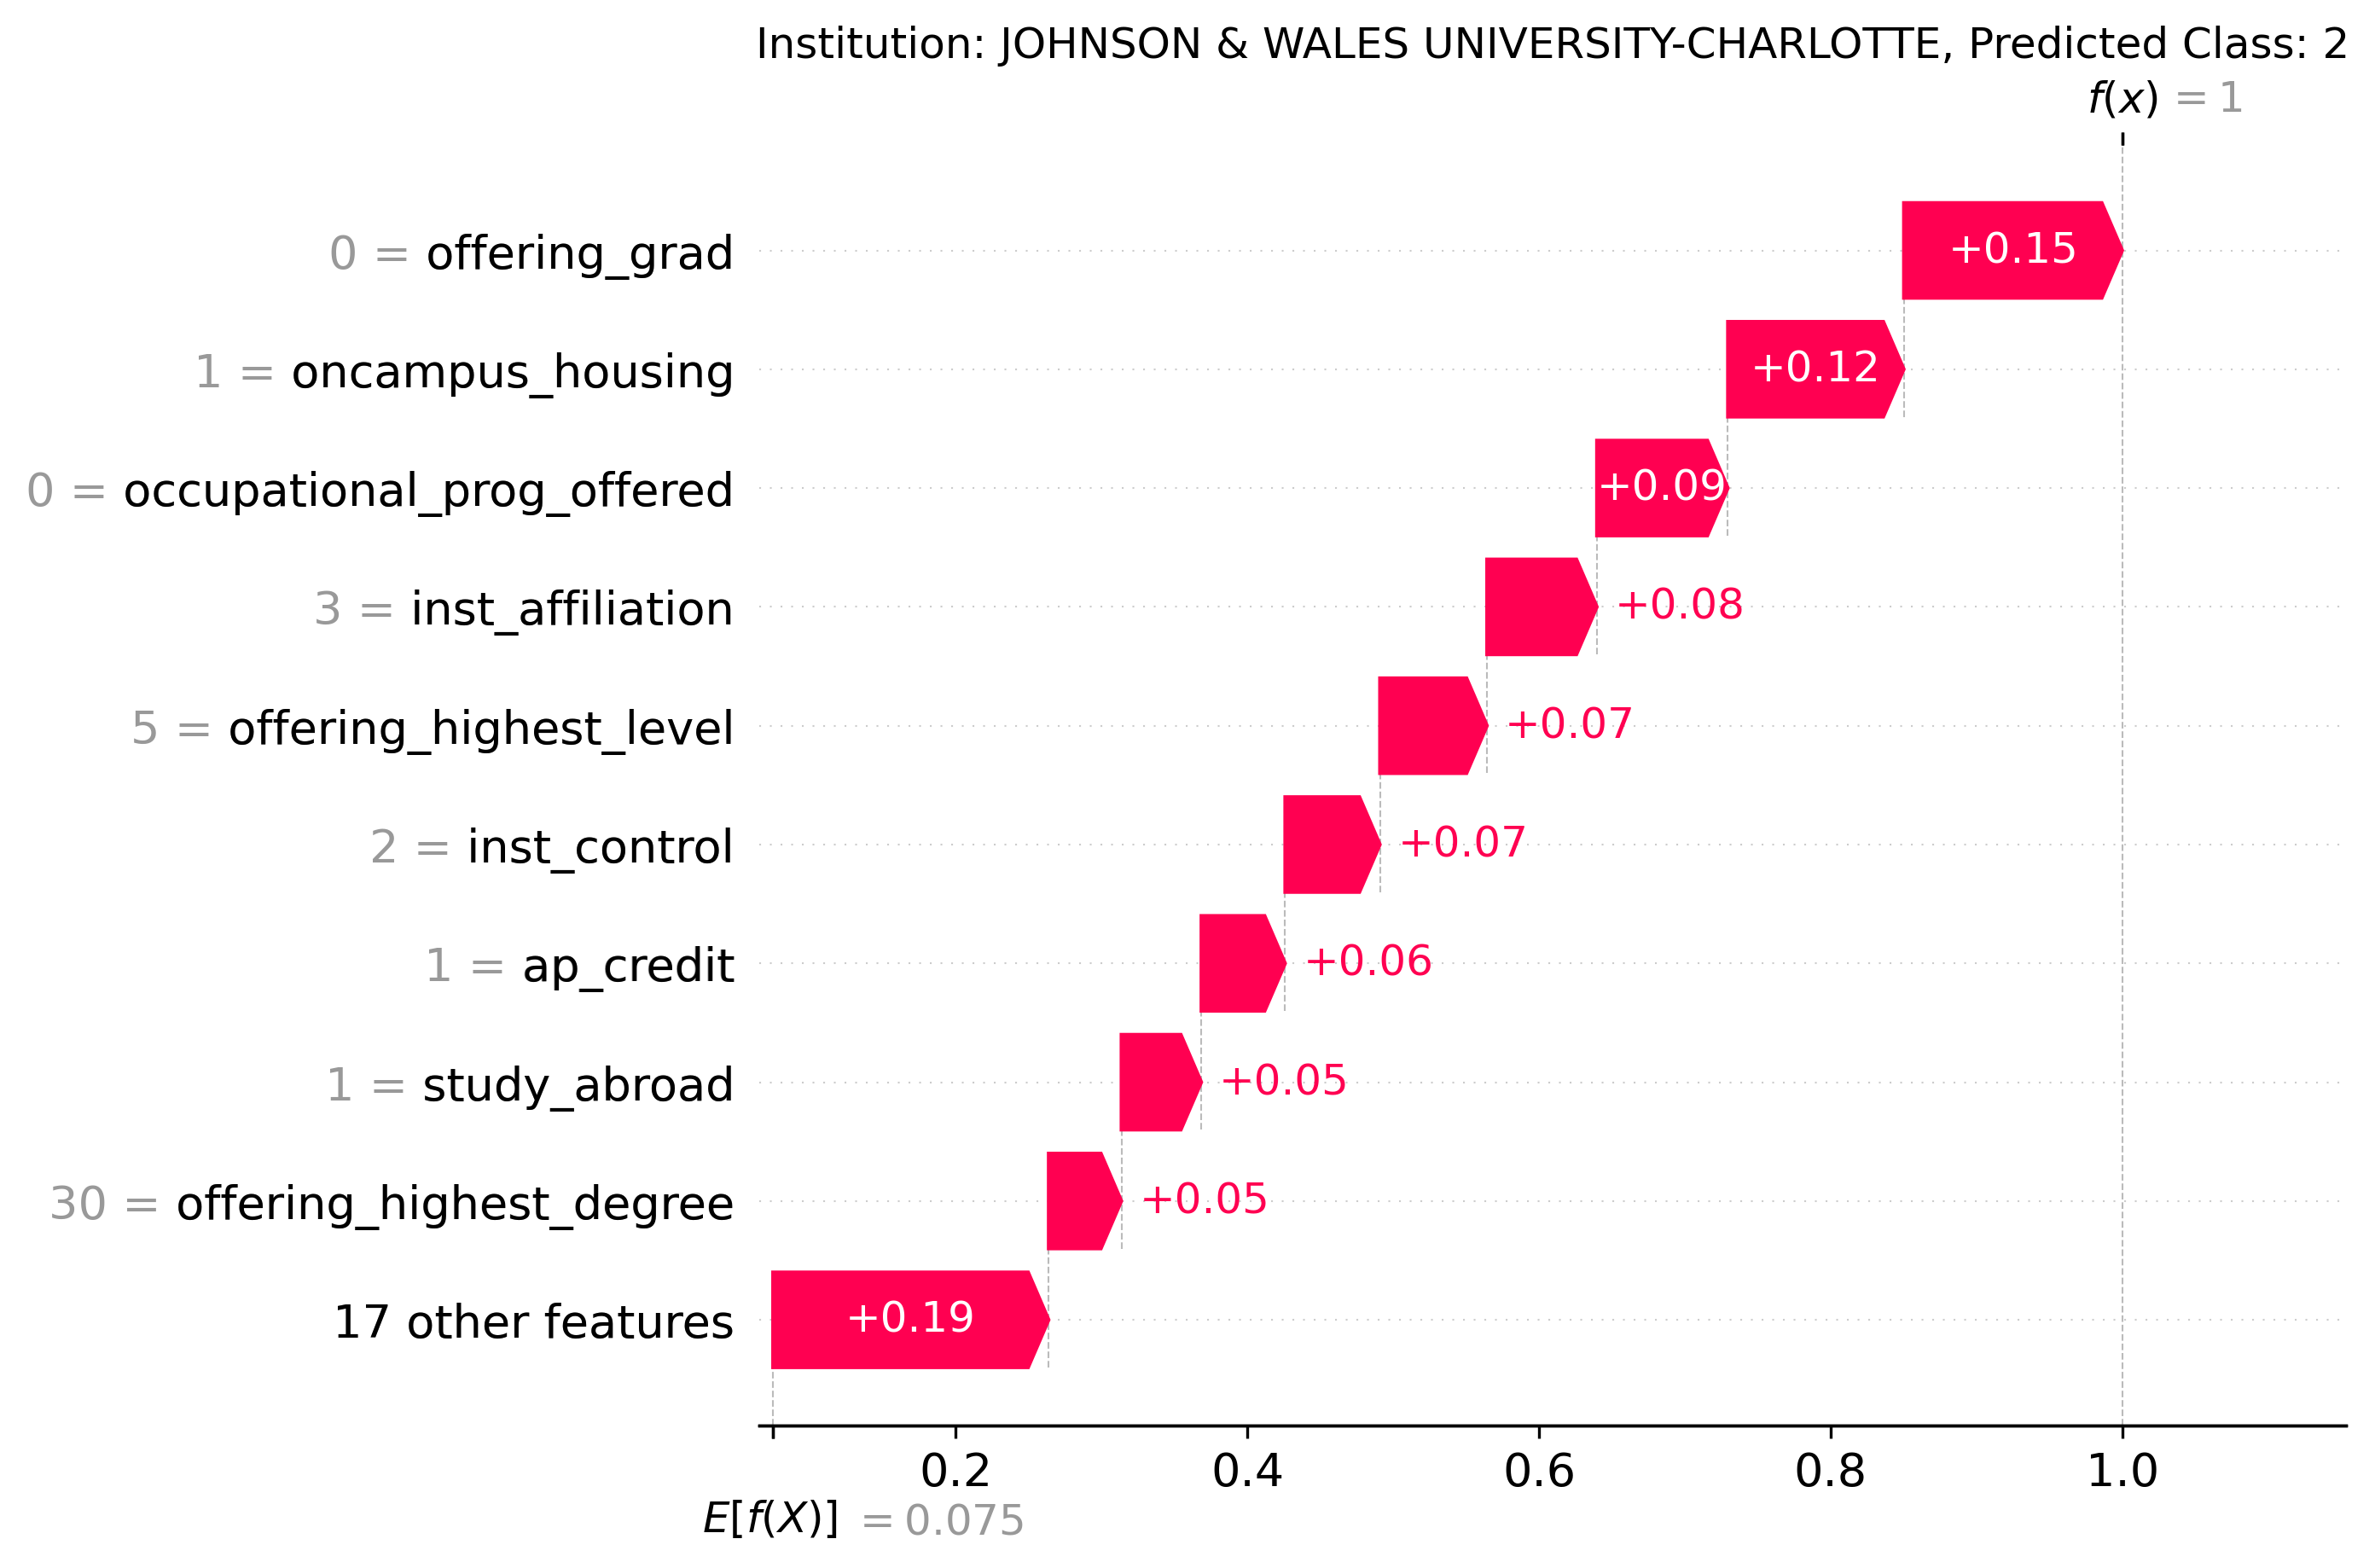 Institution: JOHNSON & WALES UNIVERSITY-CHARLOTTE, Predicted Class: 2
f(x) = 1
0 = offering_grad +0.15
1 = oncampus_housing +0.12
0 = occupational_prog_offered +0.09
3 = inst_affiliation +0.08
5 = offering_highest_level +0.07
2 = inst_control +0.07
1 = ap_credit +0.06
1 = study_abroad +0.05
30 = offering_highest_degree +0.05
17 other features +0.19
0.2 0.4 0.6 0.8 1.0
E[f(X)] = 0.075